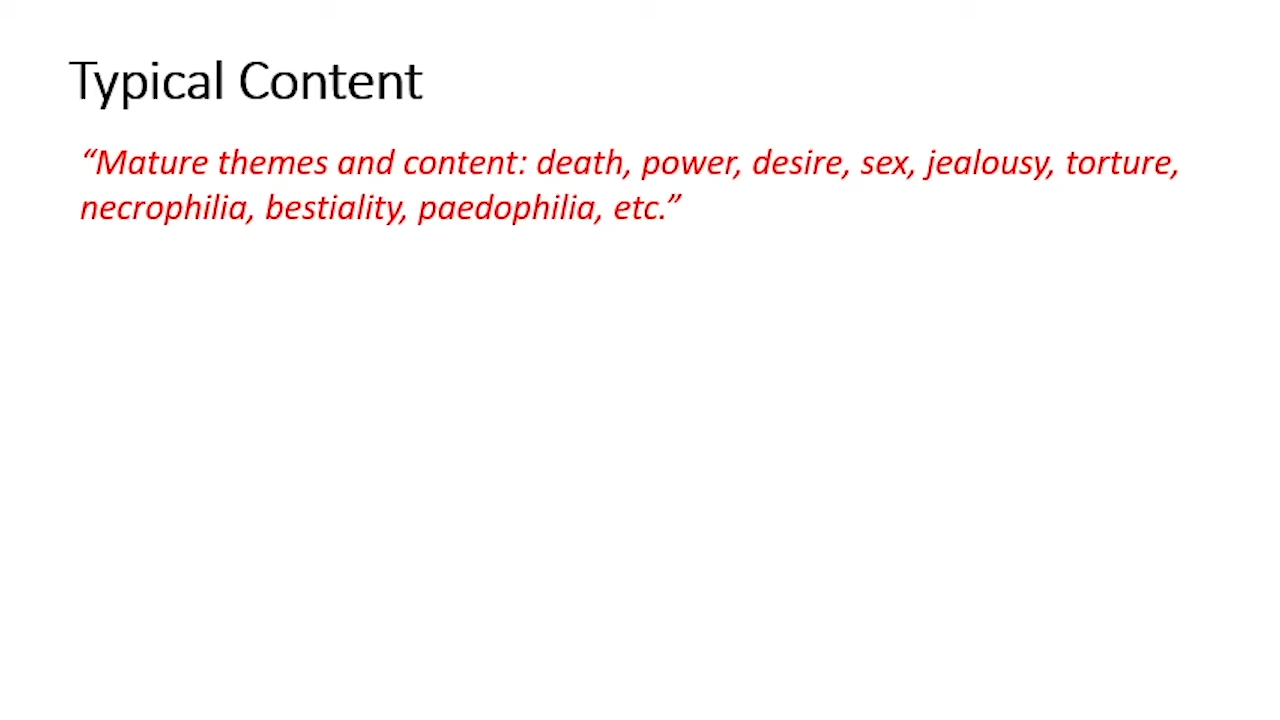 Typical Content
“Mature themes and content: death, power, desire, sex, jealousy, torture,
necrophilia, bestiality, paedophilia, etc.”